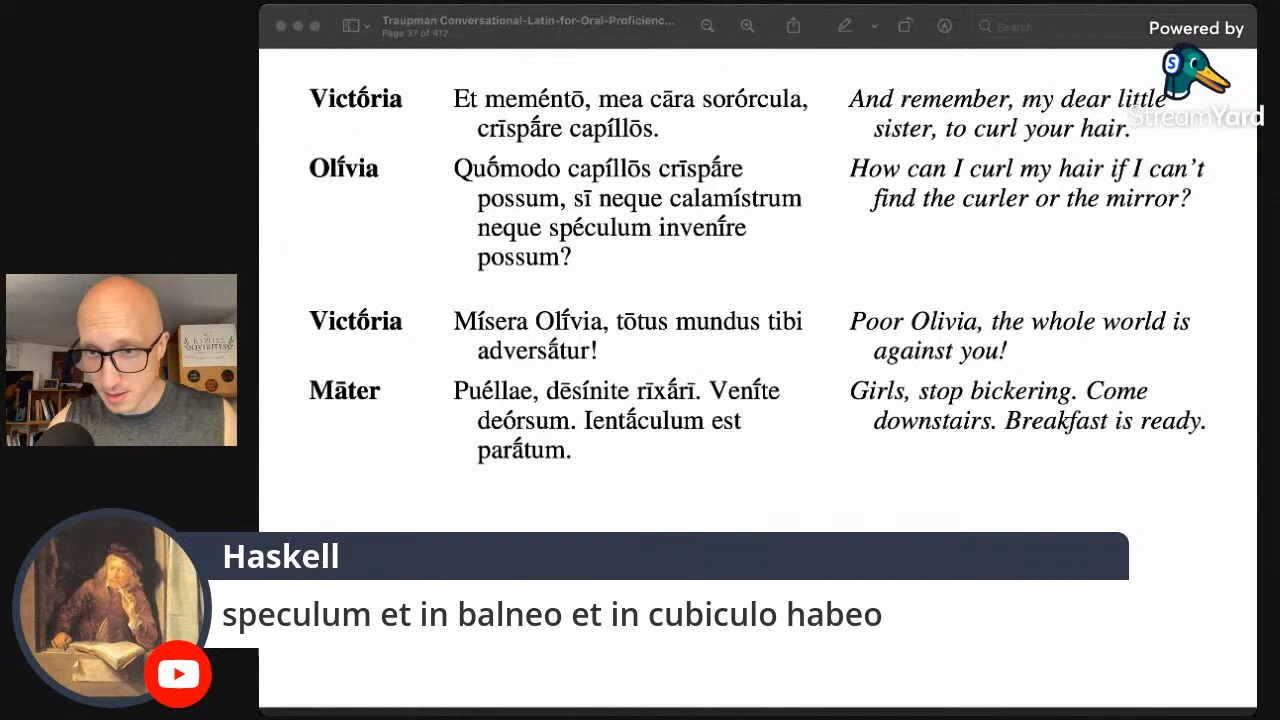 Traupman Conversational-Latin-for-Oral-Proficienc...
Page 37 of 412
Search
Powered by
S
StreamYard
Victṓria
Et meméntō, mea cāra sorórcula,
crīspā́re capíllōs.
And remember, my dear little
sister, to curl your hair.
Olī́via
Quṓmodo capíllōs crīspā́re
possum, sī neque calamístrum
neque spéculum invenī́re
possum?
How can I curl my hair if I can't
find the curler or the mirror?
Victṓria
Mísera Olī́via, tōtus mundus tibi
adversā́tur!
Poor Olivia, the whole world is
against you!
Māter
Puéllae, dēsínite rīxā́rī. Venī́te
deórsum. Ientā́culum est
parā́tum.
Girls, stop bickering. Come
downstairs. Breakfast is ready.
ΚΥΡΙΤΕΣ
Haskell
speculum et in balneo et in cubiculo habeo